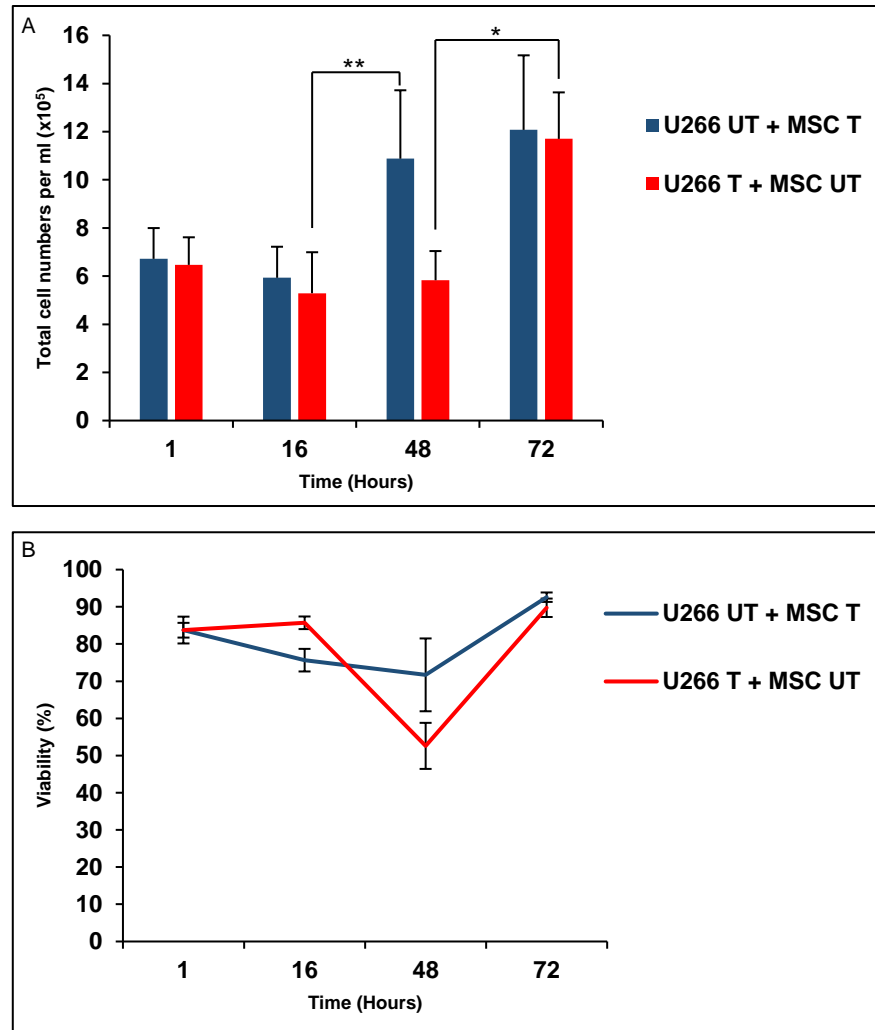 A
Total cell numbers per ml (x10⁵)
16
14
12
10
8
6
4
2
0
**
*
1 16 48 72
Time (Hours)
U266 UT + MSC T
U266 T + MSC UT
B
Viability (%)
100
90
80
70
60
50
40
30
20
10
0
1 16 48 72
Time (Hours)
U266 UT + MSC T
U266 T + MSC UT